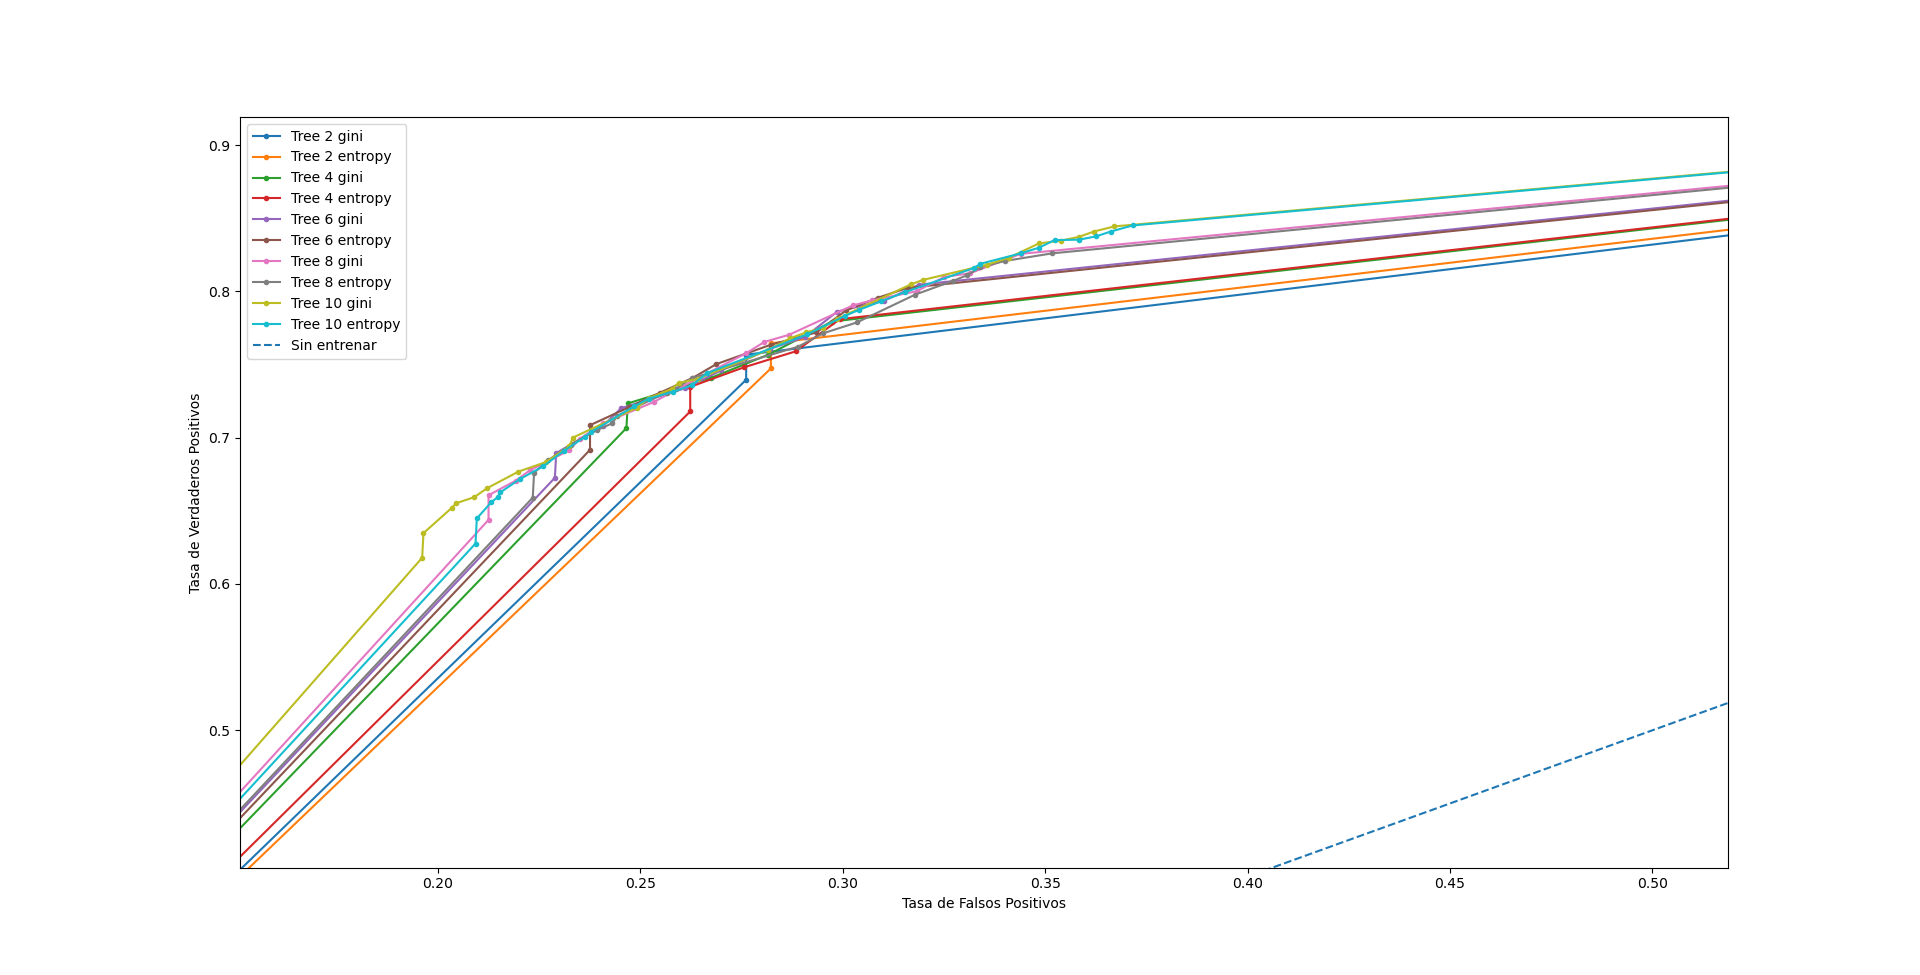 Tree 2 gini
Tree 2 entropy
Tree 4 gini
Tree 4 entropy
Tree 6 gini
Tree 6 entropy
Tree 8 gini
Tree 8 entropy
Tree 10 gini
Tree 10 entropy
Sin entrenar
0.9
0.8
0.7
0.6
0.5
Tasa de Verdaderos Positivos
0.20 0.25 0.30 0.35 0.40 0.45 0.50
Tasa de Falsos Positivos